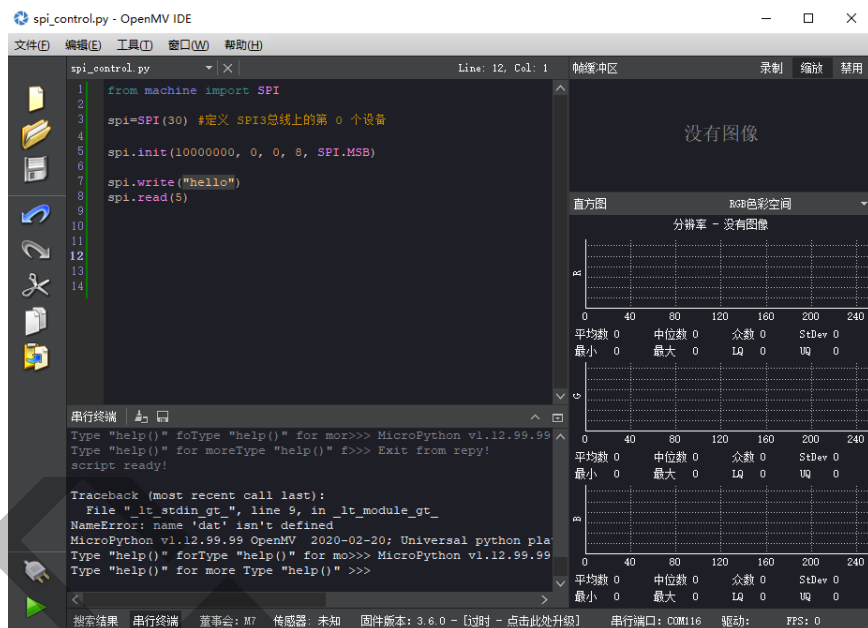 spi_control.py - OpenMV IDE
文件(F) 编辑(E) 工具(T) 窗口(W) 帮助(H)
spi_control.py Line: 12, Col: 1
1 from machine import SPI
2
3 spi=SPI(30) #定义 SPI3总线上的第 0 个设备
4
5 spi.init(10000000, 0, 0, 8, SPI.MSB)
6
7 spi.write("hello")
8 spi.read(5)
9
10
11
12
13
14
帧缓冲区 录制 缩放 禁用
没有图像
直方图 RGB色彩空间
分辨率 - 没有图像
R
0 40 80 120 160 200 240
平均数 0 中位数 0 众数 0 StDev 0
最小 0 最大 0 LQ 0 UQ 0
G
0 40 80 120 160 200 240
平均数 0 中位数 0 众数 0 StDev 0
最小 0 最大 0 LQ 0 UQ 0
B
0 40 80 120 160 200 240
平均数 0 中位数 0 众数 0 StDev 0
最小 0 最大 0 LQ 0 UQ 0
串行终端
Type "help()" foType "help()" for mor>>> MicroPython v1.12.99.99
Type "help()" for moreType "help()" f>>> Exit from repy!
script ready!
Traceback (most recent call last):
File "_lt_stdin_gt_", line 9, in _lt_module_gt_
NameError: name 'dat' isn't defined
MicroPython v1.12.99.99 OpenMV 2020-02-20; Universal python pla
Type "help()" forType "help()" for mo>>> MicroPython v1.12.99.99
Type "help()" for more Type "help()" >>>
搜索结果 串行终端 董事会: M7 传感器: 未知 固件版本: 3.6.0 - [过时 - 点击此处升级] 串行端口: COM116 驱动: FPS: 0